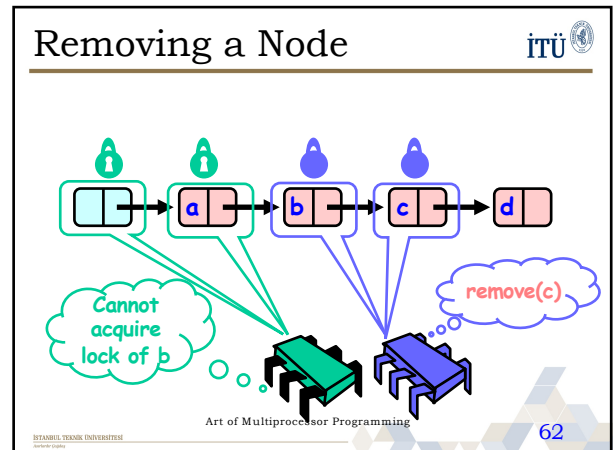 Removing a Node
İTÜ
a b c d
Cannot
acquire
lock of b
remove(c)
Art of Multiprocessor Programming
İSTANBUL TEKNİK ÜNİVERSİTESİ
62